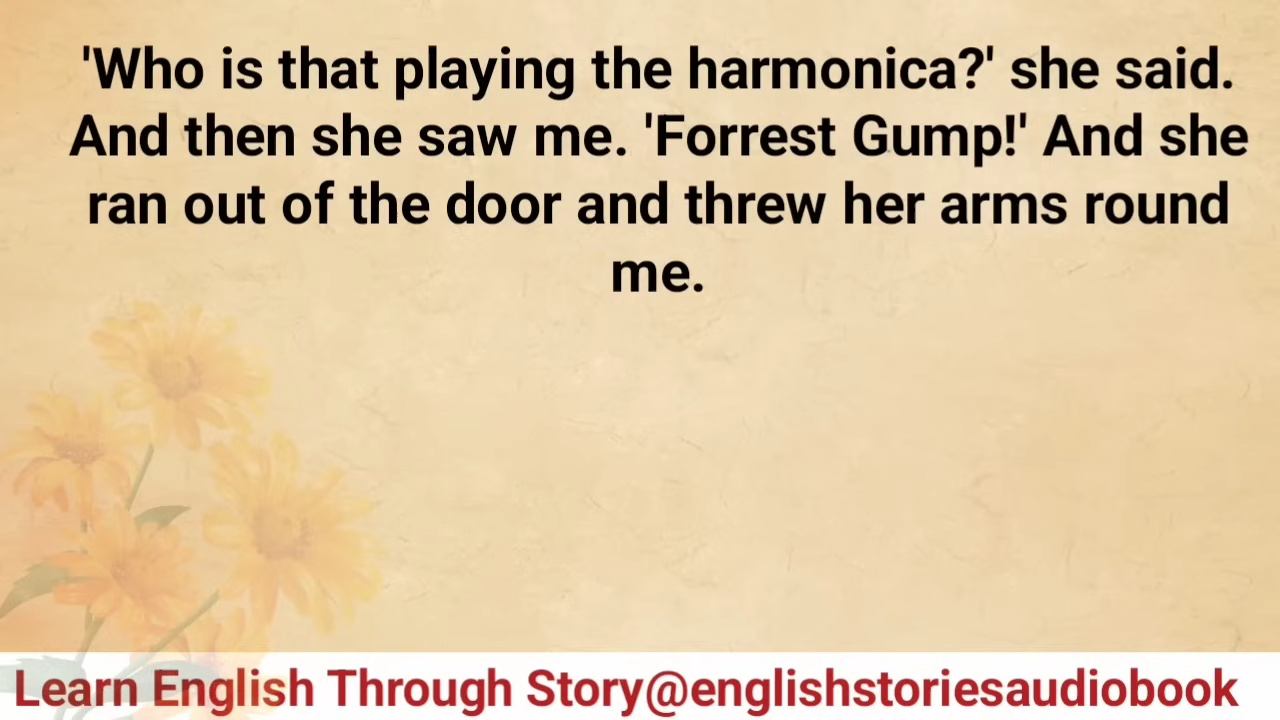 'Who is that playing the harmonica?' she said.
And then she saw me. 'Forrest Gump!' And she
ran out of the door and threw her arms round
me.
Learn English Through Story@englishstoriesaudiobook